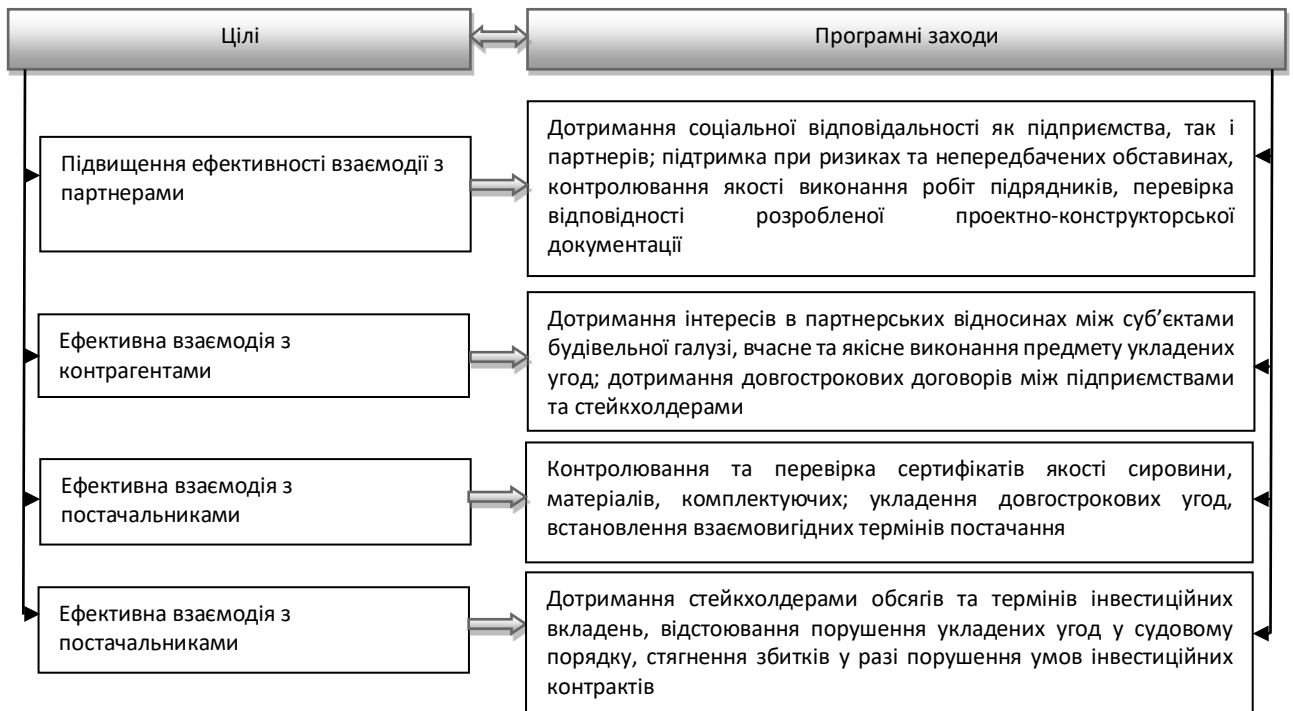 Цілі
Програмні заходи
Підвищення ефективності взаємодії з
партнерами
Дотримання соціальної відповідальності як підприємства, так і
партнерів; підтримка при ризиках та непередбачених обставинах,
контролювання якості виконання робіт підрядників, перевірка
відповідності розробленої проектно-конструкторської
документації
Ефективна взаємодія з
контрагентами
Дотримання інтересів в партнерських відносинах між суб’єктами
будівельної галузі, вчасне та якісне виконання предмету укладених
угод; дотримання довгострокових договорів між підприємствами
та стейкхолдерами
Ефективна взаємодія з
постачальниками
Контролювання та перевірка сертифікатів якості сировини,
матеріалів, комплектуючих; укладення довгострокових угод,
встановлення взаємовигідних термінів постачання
Ефективна взаємодія з
постачальниками
Дотримання стейкхолдерами обсягів та термінів інвестиційних
вкладень, відстоювання порушення укладених угод у судовому
порядку, стягнення збитків у разі порушення умов інвестиційних
контрактів